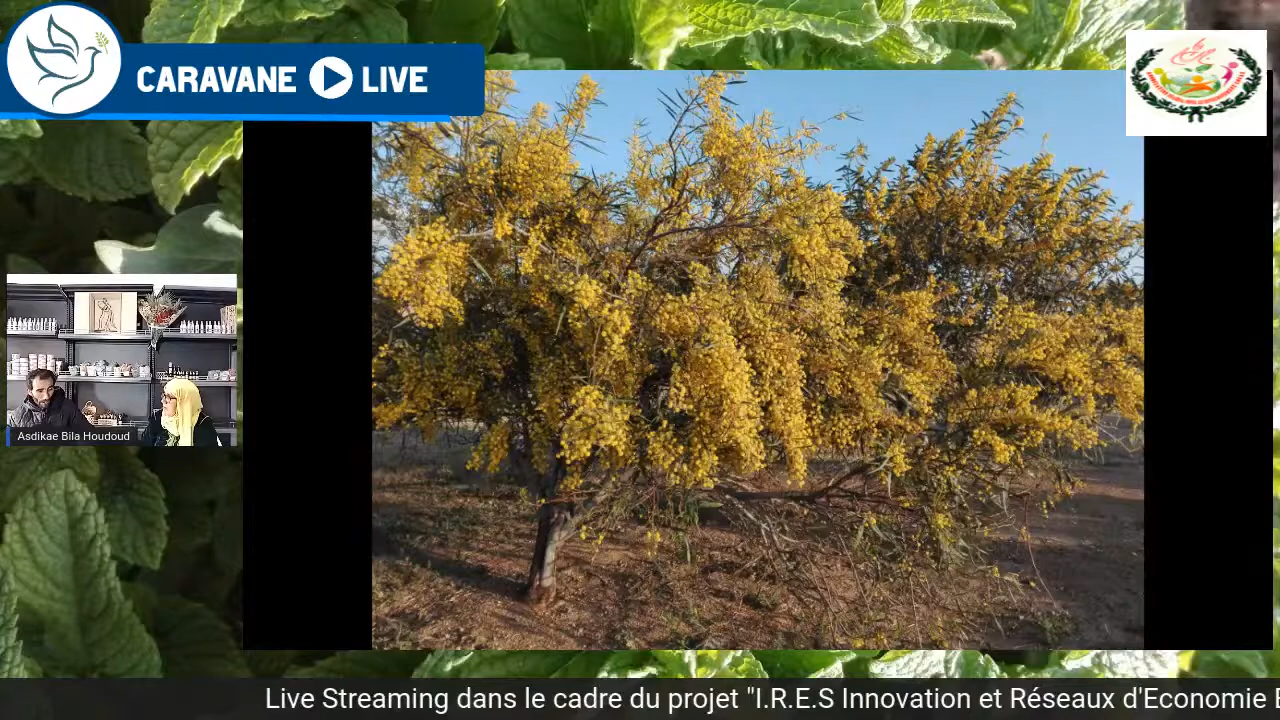 CARAVANE LIVE
Asdikae Bila Houdoud
Live Streaming dans le cadre du projet "I.R.E.S Innovation et Réseaux d'Economie